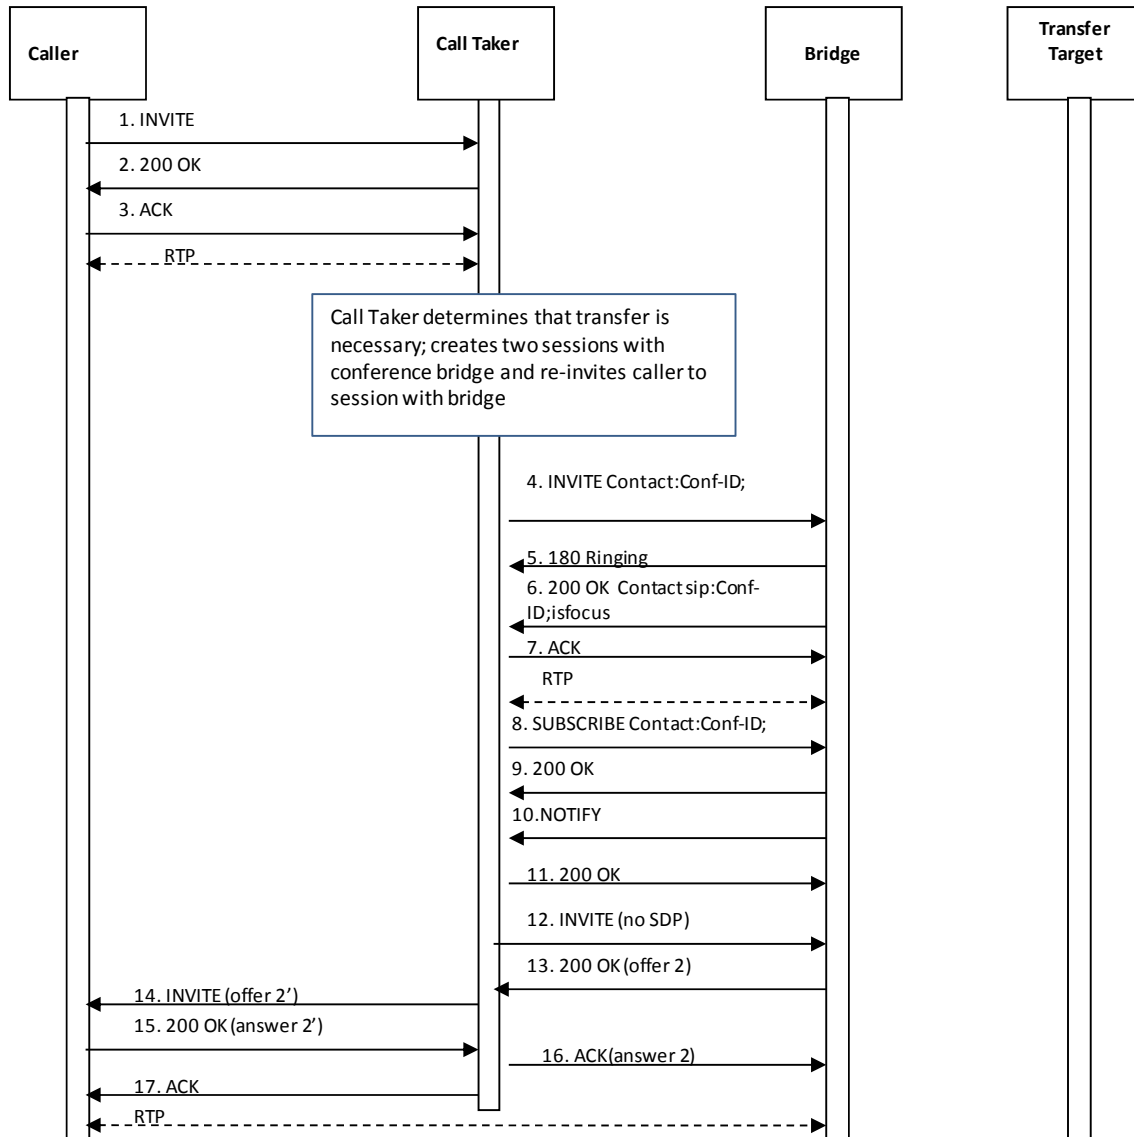 Caller
Call Taker
Bridge
Transfer
Target
1. INVITE
2. 200 OK
3. ACK
RTP
Call Taker determines that transfer is
necessary; creates two sessions with
conference bridge and re-invites caller to
session with bridge
4. INVITE Contact:Conf-ID;
5. 180 Ringing
6. 200 OK Contact sip:Conf-
ID;isfocus
7. ACK
RTP
8. SUBSCRIBE Contact:Conf-ID;
9. 200 OK
10.NOTIFY
11. 200 OK
12. INVITE (no SDP)
13. 200 OK (offer 2)
14. INVITE (offer 2’)
15. 200 OK (answer 2’)
16. ACK(answer 2)
17. ACK
RTP